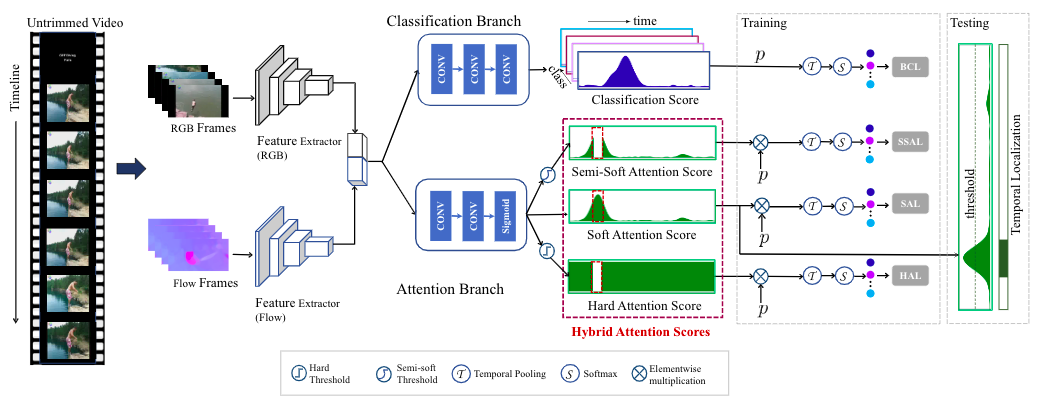 Untrimmed Video
Timeline
RGB Frames
Flow Frames
Feature Extractor
(RGB)
Feature Extractor
(Flow)
Classification Branch
CONV
CONV
CONV
Attention Branch
CONV
CONV
Sigmoid
time
class
Classification Score
Semi-Soft Attention Score
Soft Attention Score
Hard Attention Score
Hybrid Attention Scores
Training
p
T
S
BCL
p
T
S
SSAL
p
T
S
SAL
p
T
S
HAL
Testing
threshold
Temporal Localization
Hard
Threshold
Semi-soft
Threshold
T
Temporal Pooling
S
Softmax
Elementwise
multiplication